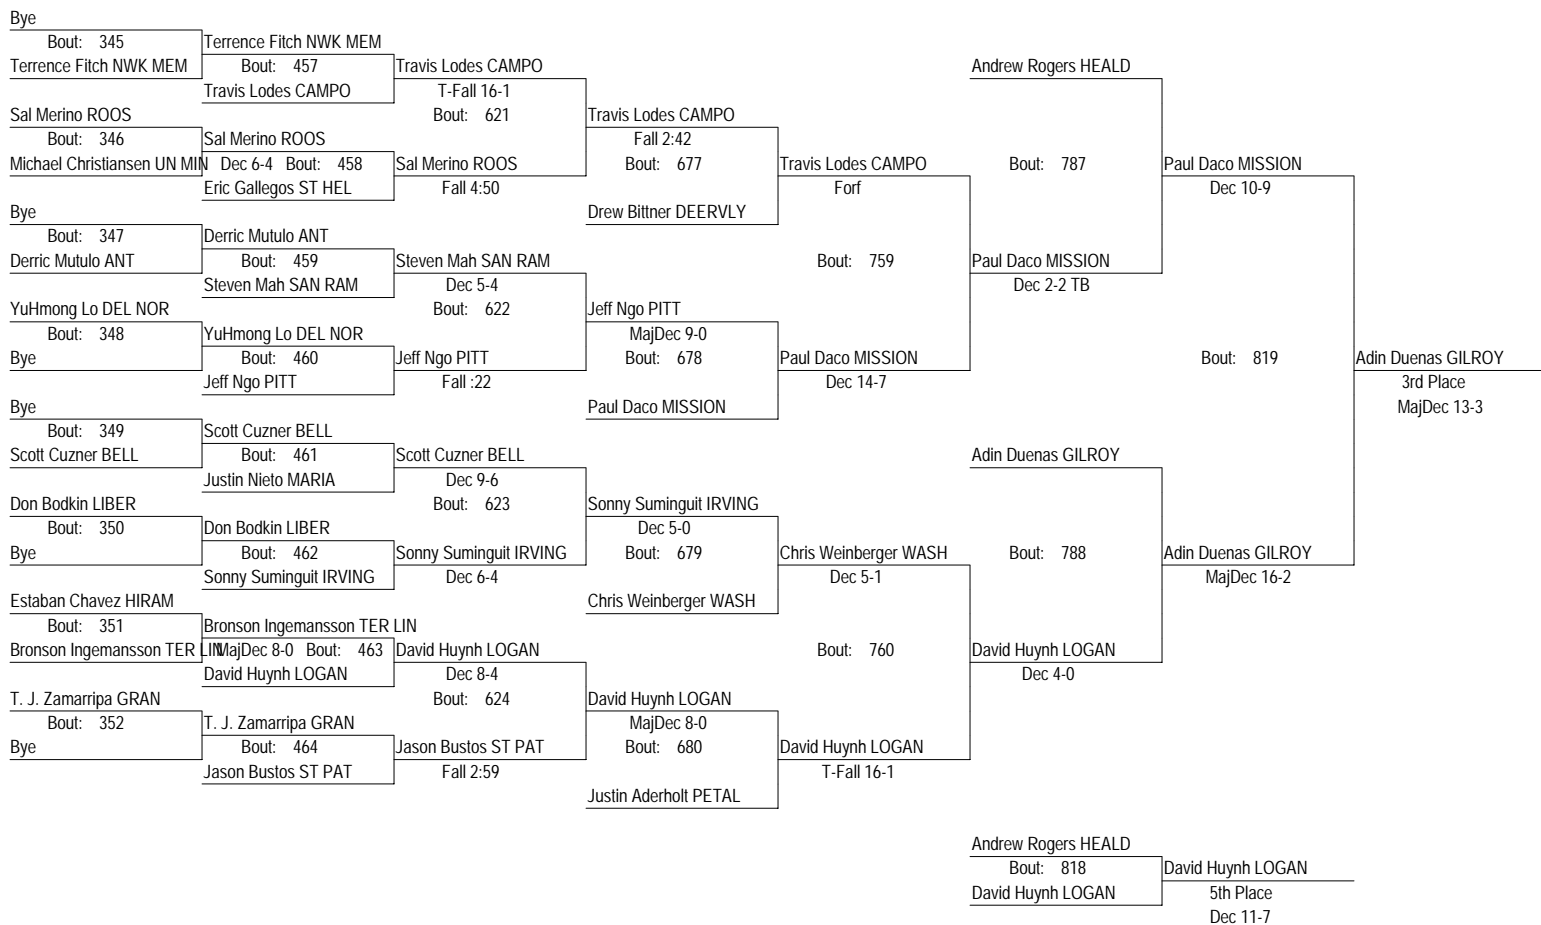 Bye
Bout: 345
Terrence Fitch NWK MEM
Sal Merino ROOS
Bout: 346
Michael Christiansen UN MIN
Bye
Bout: 347
Derric Mutulo ANT
YuHmong Lo DEL NOR
Bout: 348
Bye
Bye
Bout: 349
Scott Cuzner BELL
Don Bodkin LIBER
Bout: 350
Bye
Estaban Chavez HIRAM
Bout: 351
Bronson Ingemansson TER LIN
T. J. Zamarripa GRAN
Bout: 352
Bye
Terrence Fitch NWK MEM
Bout: 457
Travis Lodes CAMPO
Sal Merino ROOS
Dec 6-4 Bout: 458
Eric Gallegos ST HEL
Derric Mutulo ANT
Bout: 459
Steven Mah SAN RAM
YuHmong Lo DEL NOR
Bout: 460
Jeff Ngo PITT
Scott Cuzner BELL
Bout: 461
Justin Nieto MARIA
Don Bodkin LIBER
Bout: 462
Sonny Suminguit IRVING
Bronson Ingemansson TER LIN
MajDec 8-0 Bout: 463
David Huynh LOGAN
T. J. Zamarripa GRAN
Bout: 464
Jason Bustos ST PAT
Travis Lodes CAMPO
T-Fall 16-1
Bout: 621
Sal Merino ROOS
Fall 4:50
Steven Mah SAN RAM
Dec 5-4
Bout: 622
Jeff Ngo PITT
Fall :22
Scott Cuzner BELL
Dec 9-6
Bout: 623
Sonny Suminguit IRVING
Dec 6-4
David Huynh LOGAN
Dec 8-4
Bout: 624
Jason Bustos ST PAT
Fall 2:59
Travis Lodes CAMPO
Fall 2:42
Bout: 677
Drew Bittner DEERVLY
Jeff Ngo PITT
MajDec 9-0
Bout: 678
Paul Daco MISSION
Sonny Suminguit IRVING
Dec 5-0
Bout: 679
Chris Weinberger WASH
David Huynh LOGAN
MajDec 8-0
Bout: 680
Justin Aderholt PETAL
Travis Lodes CAMPO
Forf
Bout: 759
Paul Daco MISSION
Dec 14-7
Chris Weinberger WASH
Dec 5-1
Bout: 760
David Huynh LOGAN
T-Fall 16-1
Andrew Rogers HEALD
Bout: 787
Paul Daco MISSION
Dec 2-2 TB
Adin Duenas GILROY
Bout: 788
David Huynh LOGAN
Dec 4-0
Paul Daco MISSION
Dec 10-9
Bout: 819
Adin Duenas GILROY
MajDec 16-2
Adin Duenas GILROY
3rd Place
MajDec 13-3
Andrew Rogers HEALD
Bout: 818
David Huynh LOGAN
David Huynh LOGAN
5th Place
Dec 11-7